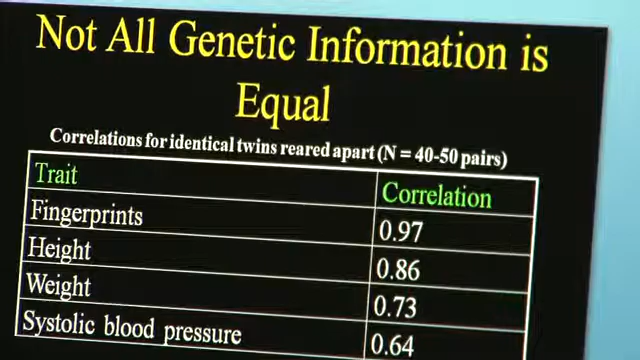 Not All Genetic Information is
Equal
Correlations for identical twins reared apart (N = 40-50 pairs)
Trait Correlation
Fingerprints 0.97
Height 0.86
Weight 0.73
Systolic blood pressure 0.64